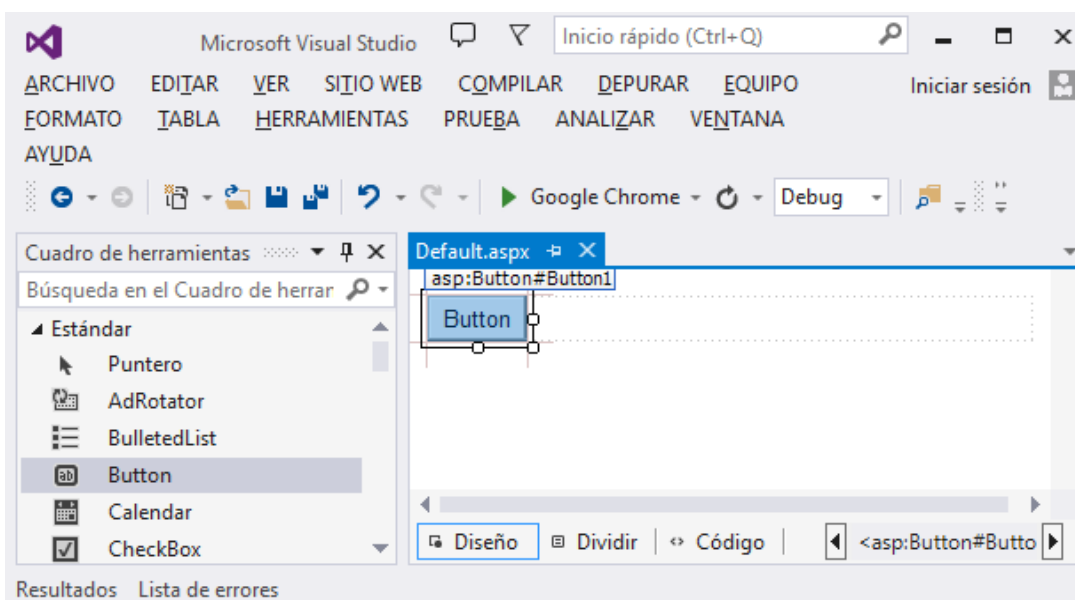 Microsoft Visual Studio Inicio rápido (Ctrl+Q)
ARCHIVO EDITAR VER SITIO WEB COMPILAR DEPURAR EQUIPO Iniciar sesión
FORMATO TABLA HERRAMIENTAS PRUEBA ANALIZAR VENTANA
AYUDA
Google Chrome Debug
Cuadro de herramientas Default.aspx
Búsqueda en el Cuadro de herrar asp:Button#Button1
Estándar Button
Puntero
AdRotator
BulletedList
ab Button
Calendar
CheckBox Diseño Dividir Código <asp:Button#Butto
Resultados Lista de errores